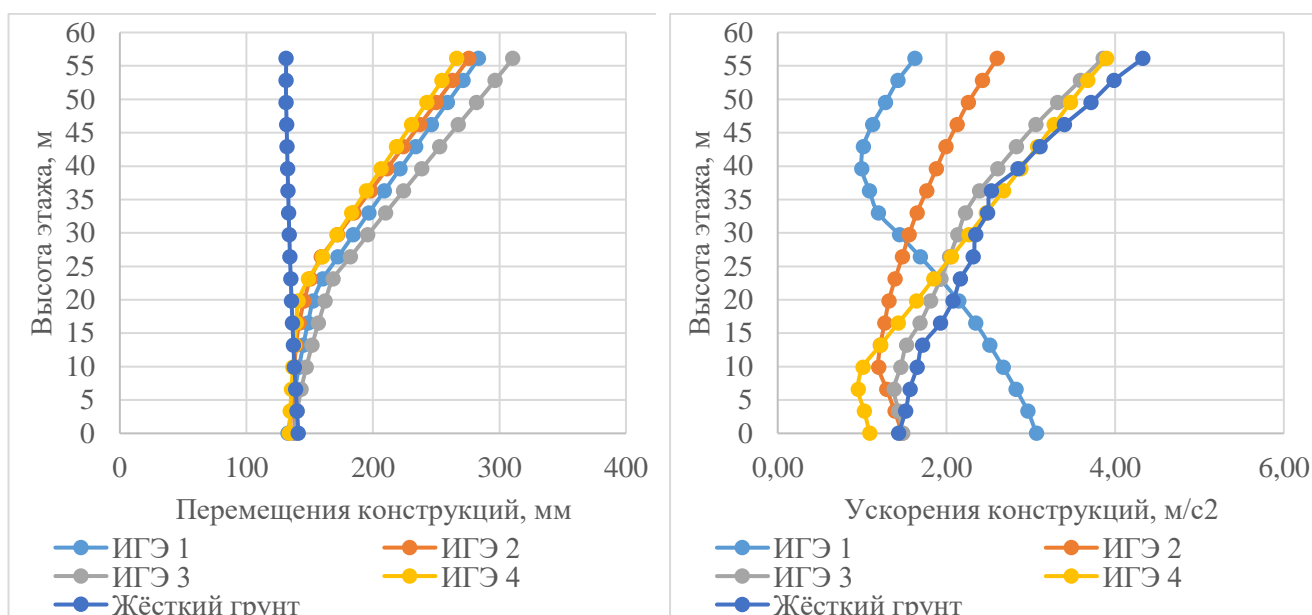 60
55
50
45
40
35
30
25
20
15
10
5
0
Высота этажа, м
0
100
200
300
400
Перемещения конструкций, мм
ИГЭ 1
ИГЭ 2
ИГЭ 3
ИГЭ 4
Жёсткий грунт
60
55
50
45
40
35
30
25
20
15
10
5
0
Высота этажа, м
0,00
2,00
4,00
6,00
Ускорения конструкций, м/с2
ИГЭ 1
ИГЭ 2
ИГЭ 3
ИГЭ 4
Жёсткий грунт